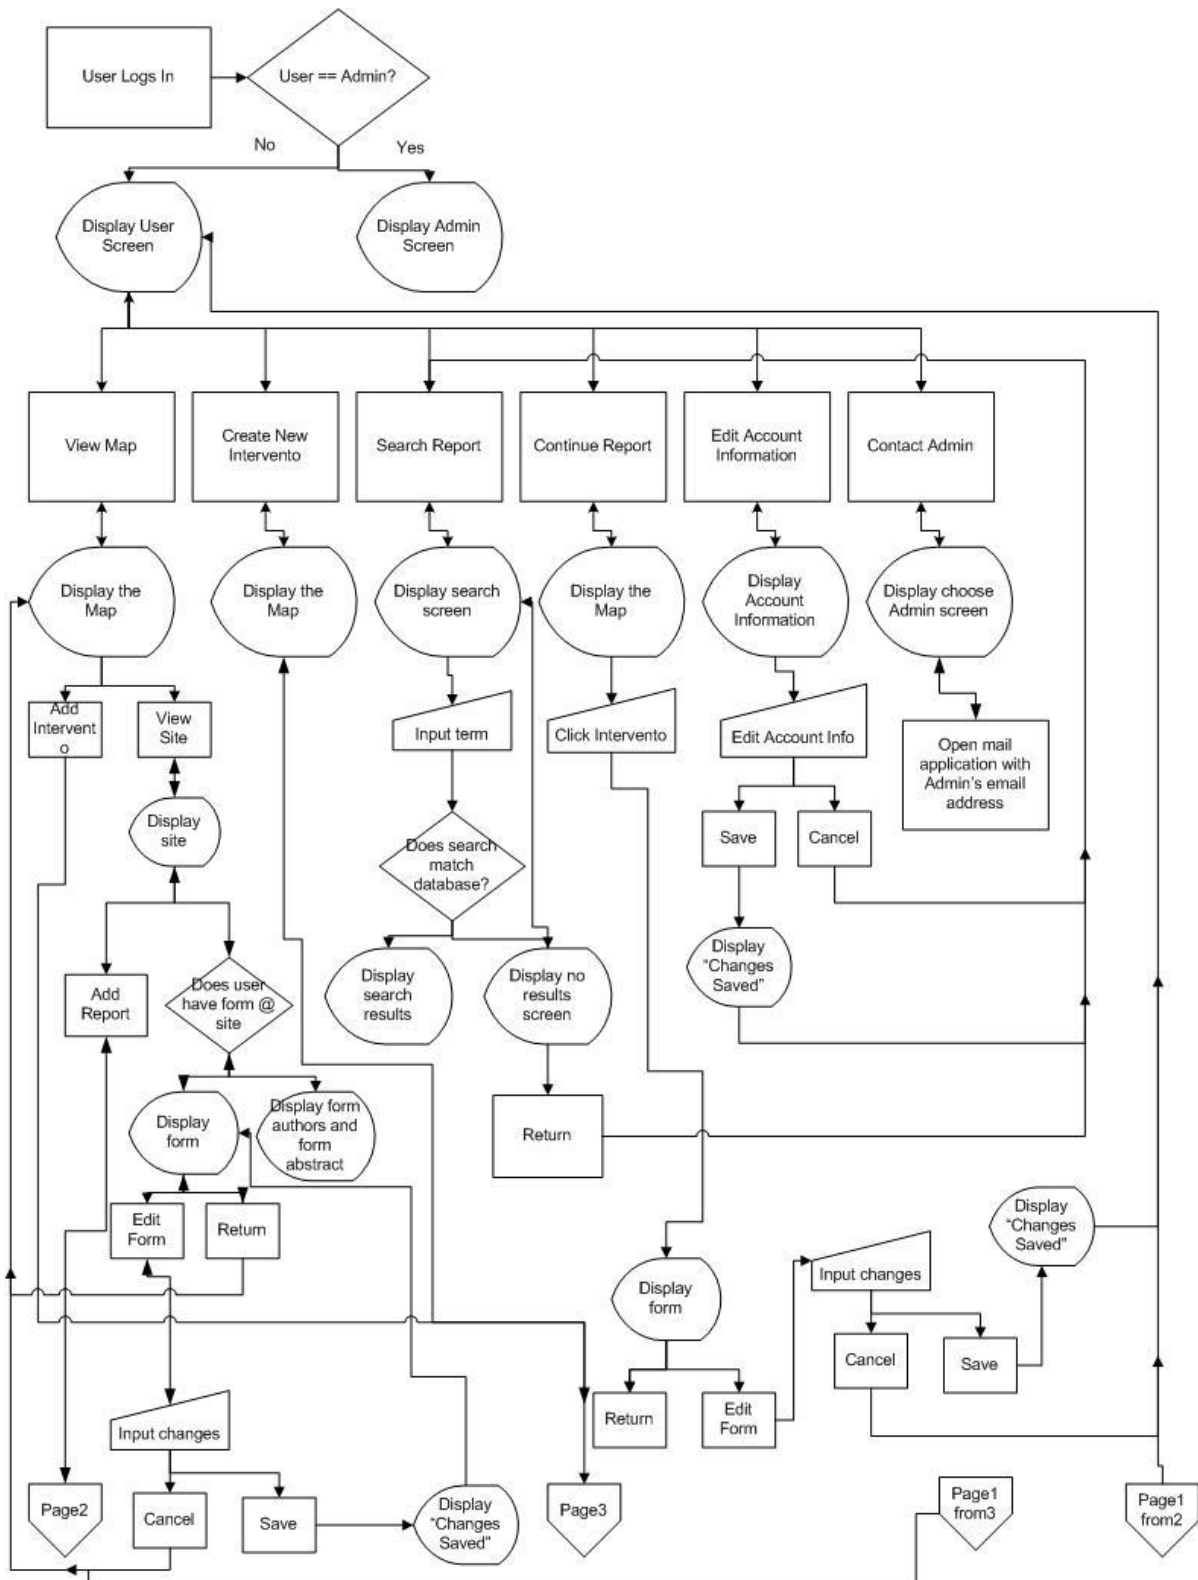 User Logs In
User == Admin?
No
Yes
Display User
Screen
Display Admin
Screen
View Map
Create New
Intervento
Search Report
Continue Report
Edit Account
Information
Contact Admin
Display the
Map
Display the
Map
Display search
screen
Display the
Map
Display
Account
Information
Display choose
Admin screen
Add
Intervent
o
View
Site
Input term
Click Intervento
Edit Account Info
Open mail
application with
Admin's email
address
Display
site
Save
Cancel
Does search
match
database?
Display
"Changes
Saved"
Add
Report
Does user
have form @
site
Display
search
results
Display no
results
screen
Display
form
Display form
authors and
form
abstract
Return
Edit
Form
Return
Display
"Changes
Saved"
Display
form
Input changes
Cancel
Save
Return
Edit
Form
Input changes
Page2
Cancel
Save
Display
"Changes
Saved"
Page3
Page1
from3
Page1
from2